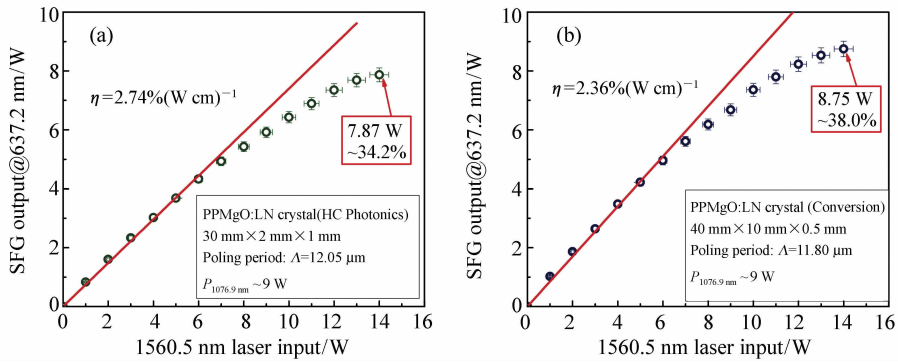 (a)
η=2.74%(W cm)⁻¹
7.87 W
~34.2%
PPMgO:LN crystal(HC Photonics)
30 mm×2 mm×1 mm
Poling period: Λ=12.05 μm
P1076.9 nm ~9 W
SFG output@637.2 nm/W
10
8
6
4
2
0
0 2 4 6 8 10 12 14 16
1560.5 nm laser input/W
(b)
η=2.36%(W cm)⁻¹
8.75 W
~38.0%
PPMgO:LN crystal (Conversion)
40 mm×10 mm×0.5 mm
Poling period: Λ=11.80 μm
P1076.9 nm ~9 W
SFG output@637.2 nm/W
10
8
6
4
2
0
0 2 4 6 8 10 12 14 16
1560.5 nm laser input/W